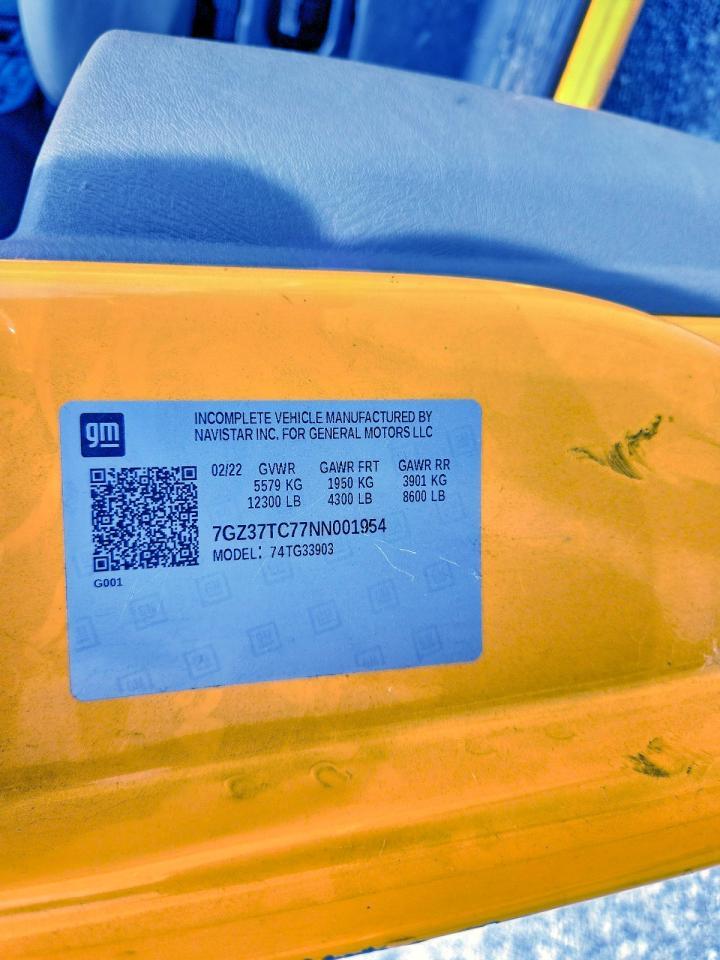 gm
INCOMPLETE VEHICLE MANUFACTURED BY
NAVISTAR INC. FOR GENERAL MOTORS LLC
02/22 GVWR GAWR FRT GAWR RR
5579 KG 1950 KG 3901 KG
12300 LB 4300 LB 8600 LB
7GZ37TC77NN001954
MODEL: 74TG33903
G001